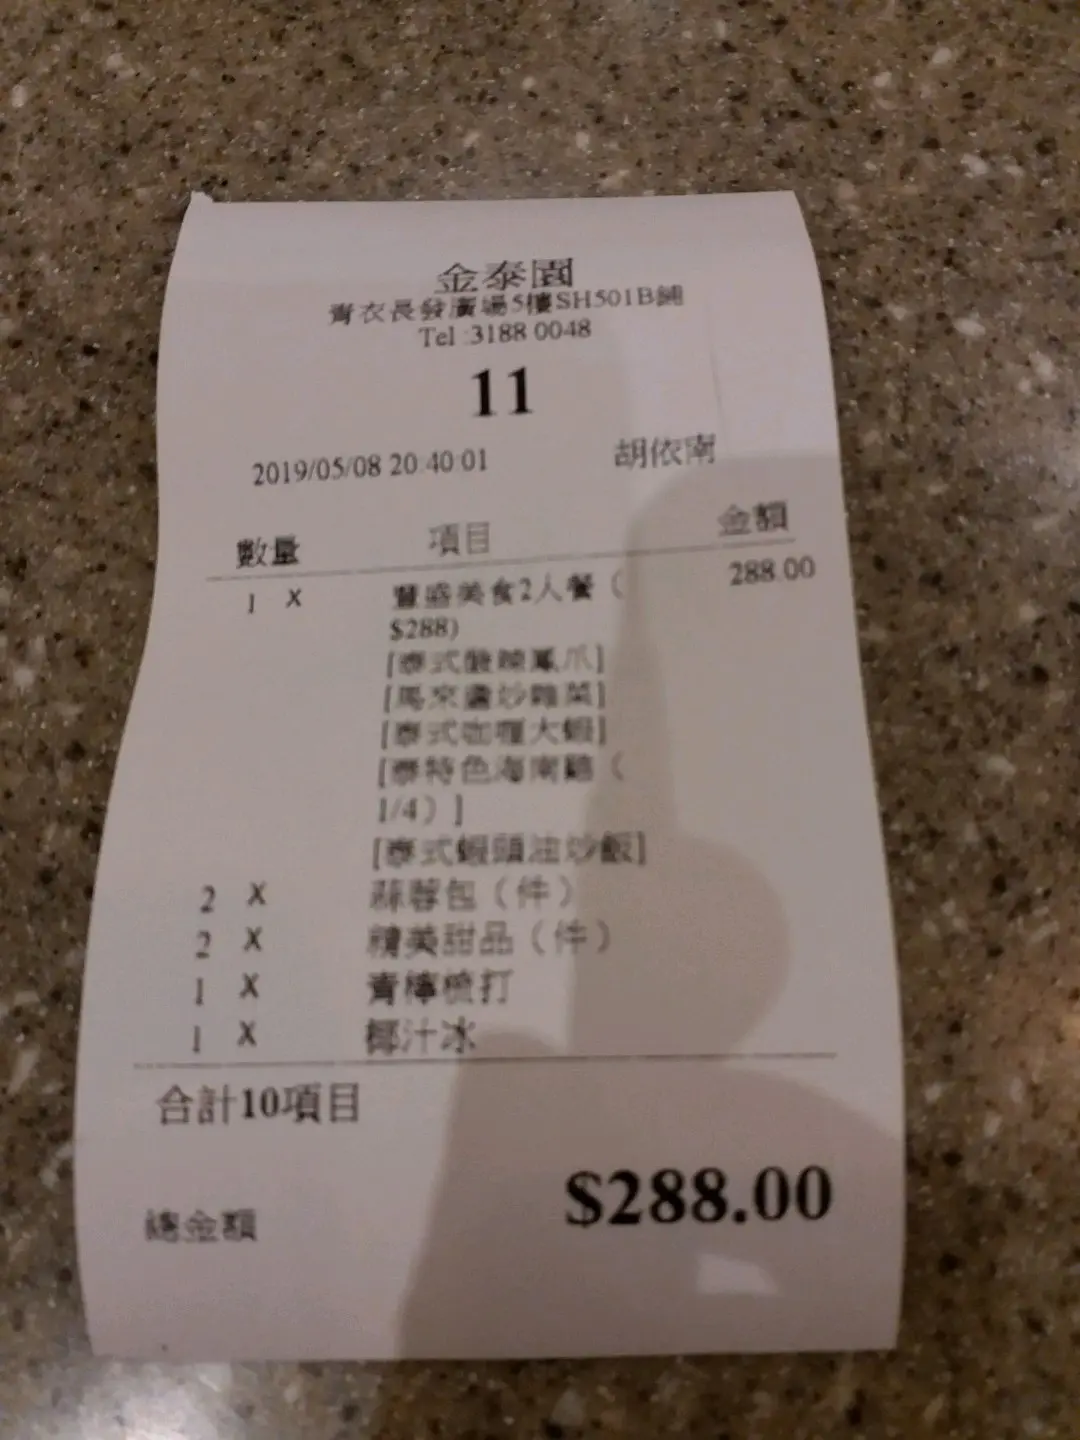 金泰園
青衣長發廣場5樓SH501B舖
Tel :3188 0048
11
2019/05/08 20:40:01 胡依南
數量 項目 金額
1 X 豐盛美食2人餐（ 288.00
$288)
[泰式酸辣鳳爪]
[馬來盞炒雜菜]
[泰式咖喱大蝦]
[泰特色海南雞（
1/4）]
[泰式蝦頭油炒飯]
2 X 蒜蓉包（件）
2 X 精美甜品（件）
1 X 青檸梳打
1 X 椰汁冰
合計10項目
總金額 $288.00